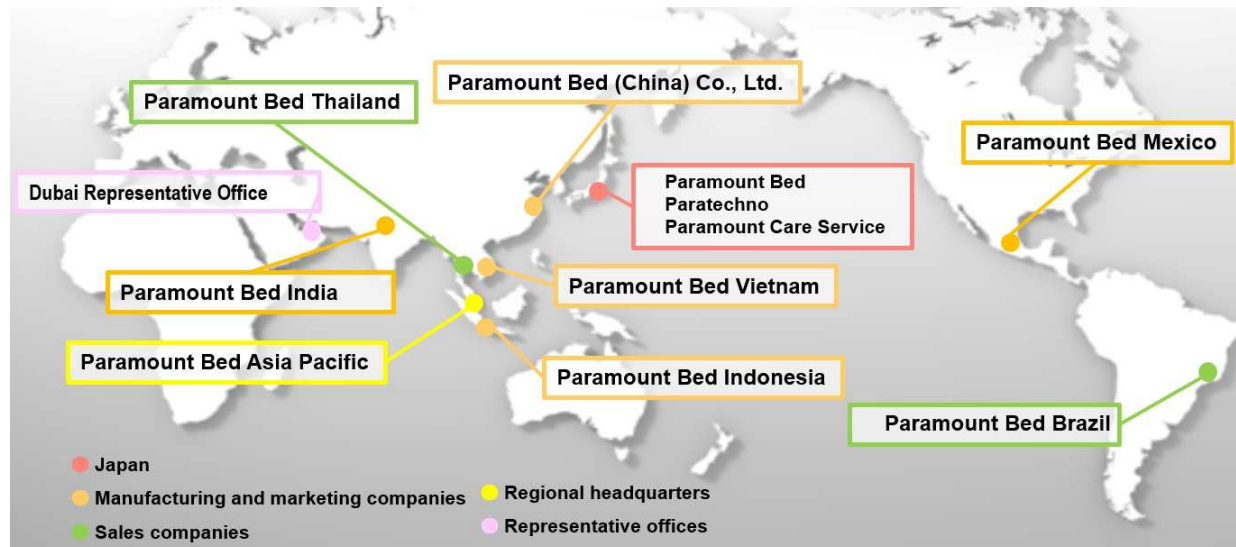 Paramount Bed (China) Co., Ltd.
Paramount Bed Thailand
Paramount Bed Mexico
Dubai Representative Office
Paramount Bed
Paratechno
Paramount Care Service
Paramount Bed India
Paramount Bed Vietnam
Paramount Bed Asia Pacific
Paramount Bed Indonesia
Paramount Bed Brazil
Japan
Manufacturing and marketing companies
Sales companies
Regional headquarters
Representative offices